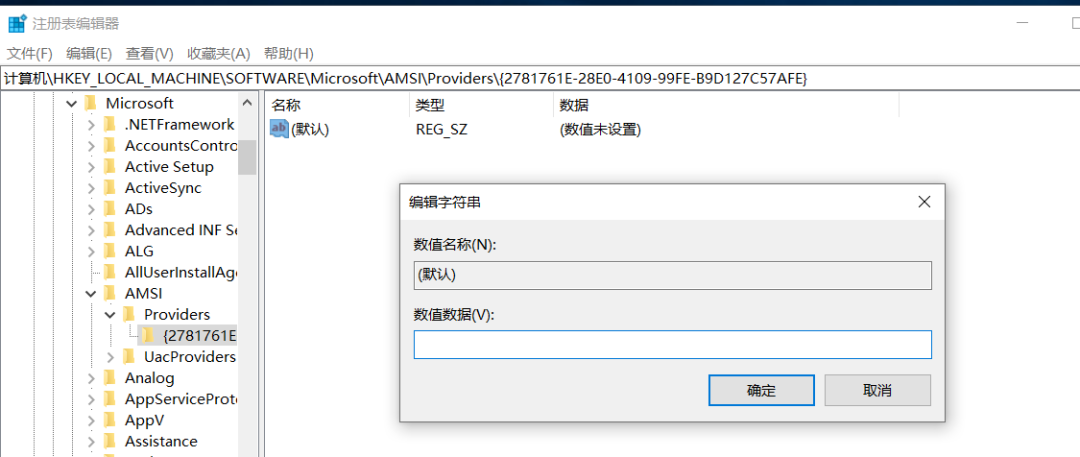 注册表编辑器
文件(F) 编辑(E) 查看(V) 收藏夹(A) 帮助(H)
计算机\HKEY_LOCAL_MACHINE\SOFTWARE\Microsoft\AMSI\Providers\{2781761E-28E0-4109-99FE-B9D127C57AFE}
Microsoft
.NETFramework
AccountsContro
Active Setup
ActiveSync
ADs
Advanced INF Se
ALG
AllUserInstallAge
AMSI
Providers
{2781761E
UacProviders
Analog
AppServiceProto
AppV
Assistance
名称 类型 数据
ab (默认) REG_SZ (数值未设置)
编辑字符串
数值名称(N):
(默认)
数值数据(V):
确定 取消